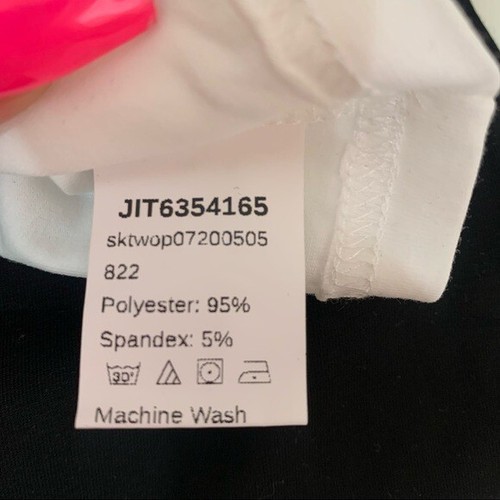 JIT6354165
sktwop07200505
822
Polyester: 95%
Spandex: 5%
30°
Machine Wash